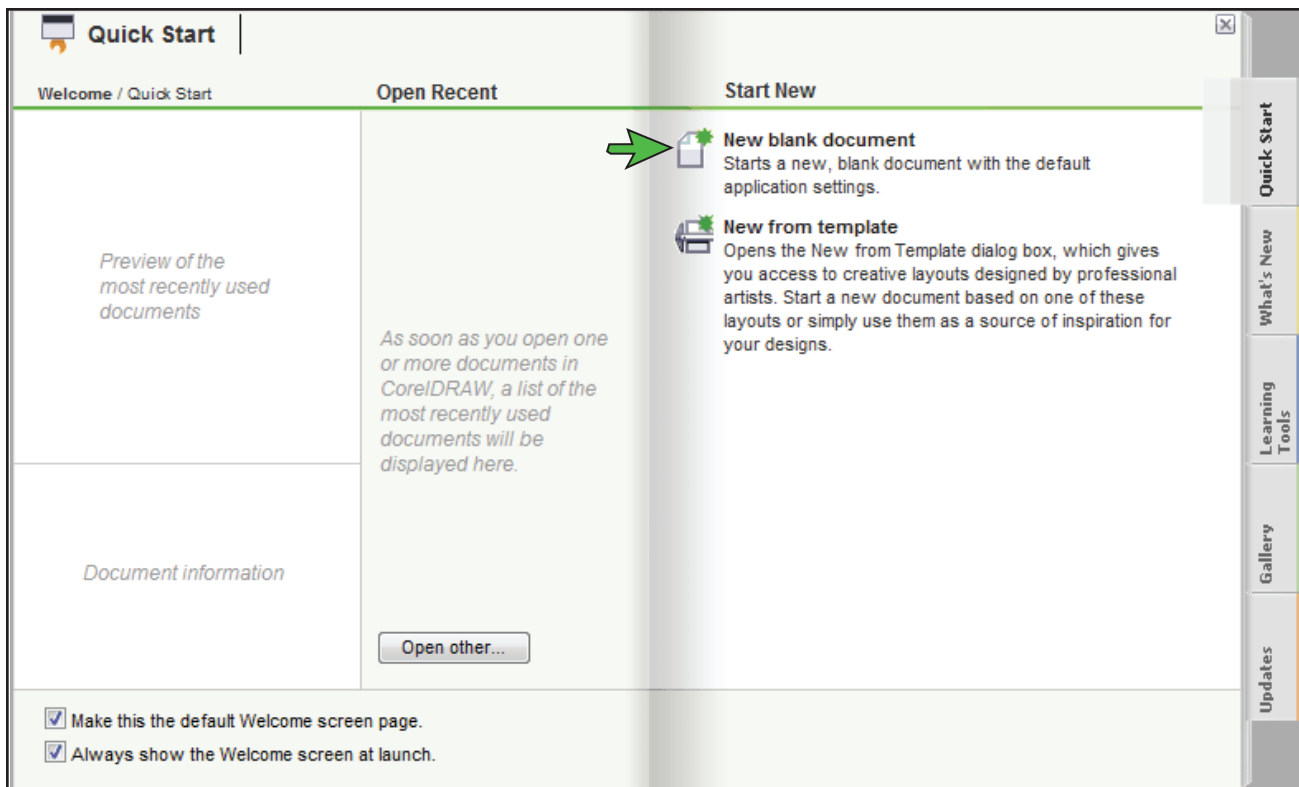 Quick Start
Welcome / Quick Start
Open Recent
Start New
Preview of the
most recently used
documents
Document information
As soon as you open one
or more documents in
CorelDRAW, a list of the
most recently used
documents will be
displayed here.
Open other...
New blank document
Starts a new, blank document with the default
application settings.
New from template
Opens the New from Template dialog box, which gives
you access to creative layouts designed by professional
artists. Start a new document based on one of these
layouts or simply use them as a source of inspiration for
your designs.
Make this the default Welcome screen page.
Always show the Welcome screen at launch.
Quick Start
What's New
Learning
Tools
Gallery
Updates